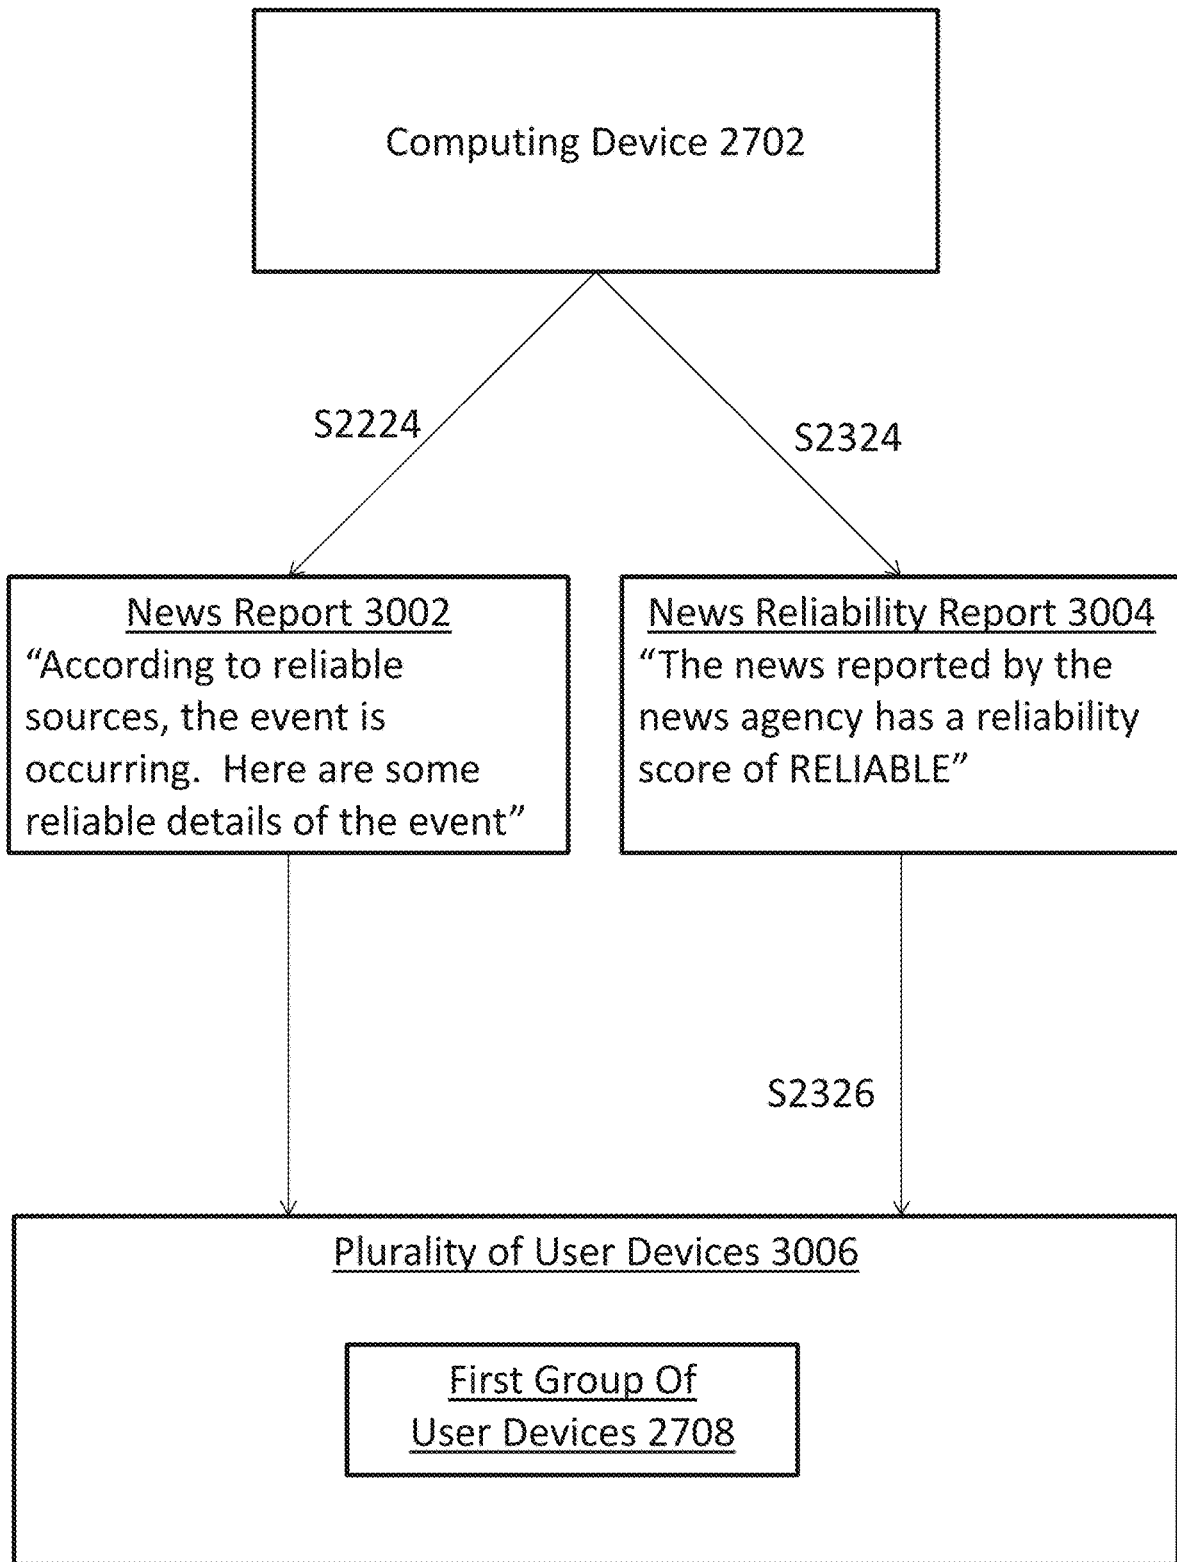 Computing Device 2702
S2224
S2324
News Report 3002
“According to reliable
sources, the event is
occurring.  Here are some
reliable details of the event”
News Reliability Report 3004
“The news reported by the
news agency has a reliability
score of RELIABLE”
S2326
Plurality of User Devices 3006
First Group Of
User Devices 2708